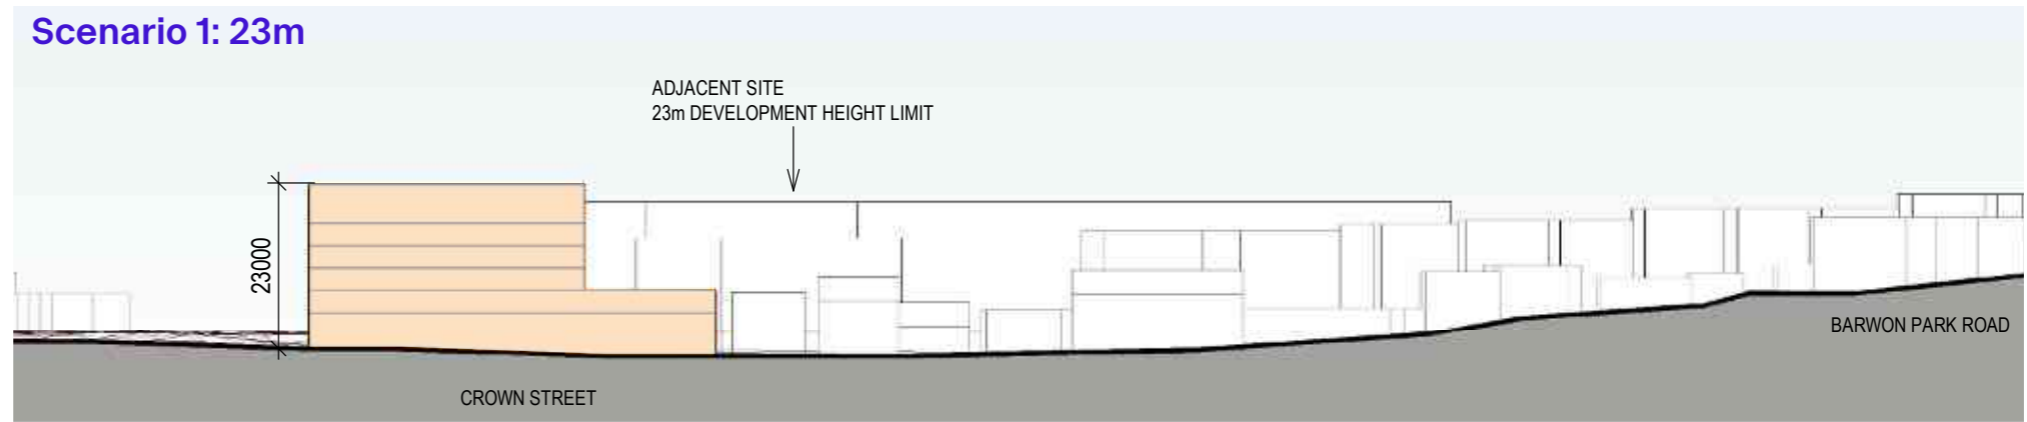 Scenario 1: 23m
ADJACENT SITE
23m DEVELOPMENT HEIGHT LIMIT
23000
BARWON PARK ROAD
CROWN STREET